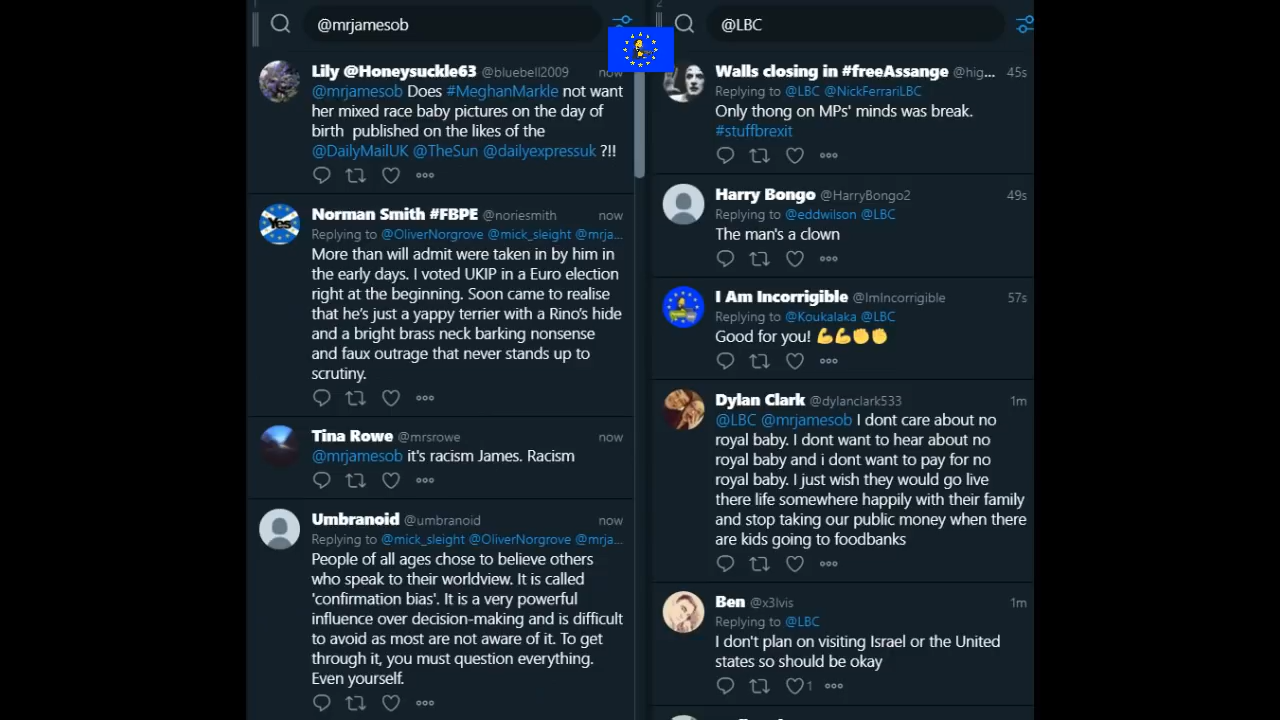 1
@mrjamesob
Lily @Honeysuckle63 @bluebell2009 now
@mrjamesob Does #MeghanMarkle not want
her mixed race baby pictures on the day of
birth published on the likes of the
@DailyMailUK @TheSun @dailyexpressuk ?!!
Norman Smith #FBPE @noriesmith now
Replying to @OliverNorgrove @mick_sleight @mrja...
More than will admit were taken in by him in
the early days. I voted UKIP in a Euro election
right at the beginning. Soon came to realise
that he's just a yappy terrier with a Rino's hide
and a bright brass neck barking nonsense
and faux outrage that never stands up to
scrutiny.
Yes
Tina Rowe @mrsrowe now
@mrjamesob it's racism James. Racism
Umbranoid @umbranoid now
Replying to @mick_sleight @OliverNorgrove @mrja...
People of all ages chose to believe others
who speak to their worldview. It is called
'confirmation bias'. It is a very powerful
influence over decision-making and is difficult
to avoid as most are not aware of it. To get
through it, you must question everything.
Even yourself.
2
@LBC
Walls closing in #freeAssange @hig... 45s
Replying to @LBC @NickFerrariLBC
Only thong on MPs' minds was break.
#stuffbrexit
Harry Bongo @HarryBongo2 49s
Replying to @eddwilson @LBC
The man's a clown
I Am Incorrigible @ImIncorrigible 57s
Replying to @Koukalaka @LBC
Good for you! 💪💪✊✊
Dylan Clark @dylanclark533 1m
@LBC @mrjamesob I dont care about no
royal baby. I dont want to hear about no
royal baby and i dont want to pay for no
royal baby. I just wish they would go live
there life somewhere happily with their family
and stop taking our public money when there
are kids going to foodbanks
Ben @x3lvis 1m
Replying to @LBC
I don't plan on visiting Israel or the United
states so should be okay
1